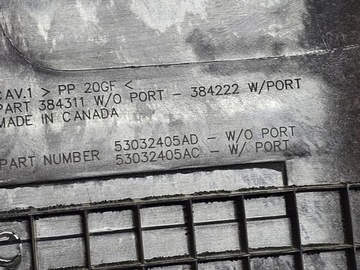 CAV.1 > PP 20GF <
PART 384311 W/O PORT - 384222 W/PORT
MADE IN CANADA
PART NUMBER 53032405AD - W/O PORT
53032405AC - W/ PORT